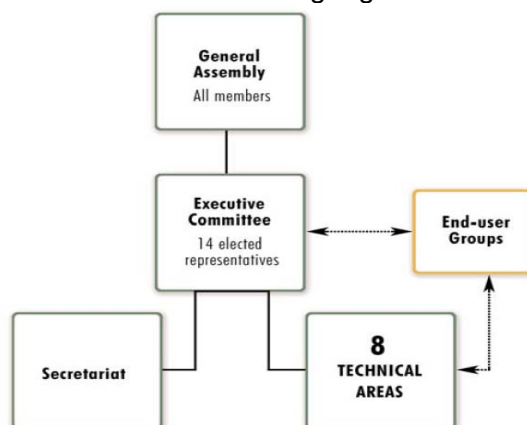 General
Assembly
All members
Executive
Committee
14 elected
representatives
End-user
Groups
Secretariat
8
TECHNICAL
AREAS